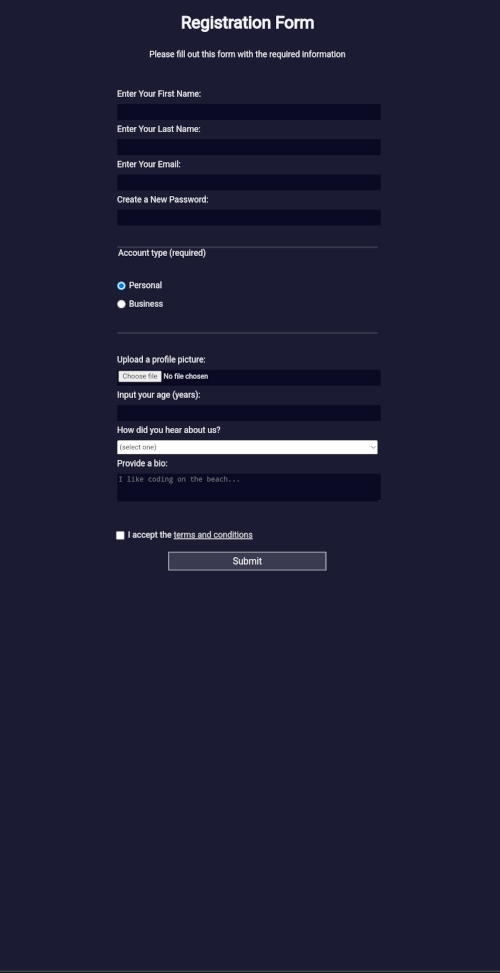 Registration Form
Please fill out this form with the required information
Enter Your First Name:
Enter Your Last Name:
Enter Your Email:
Create a New Password:
Account type (required)
Personal
Business
Upload a profile picture:
Choose file No file chosen
Input your age (years):
How did you hear about us?
(select one)
Provide a bio:
I like coding on the beach...
I accept the terms and conditions
Submit